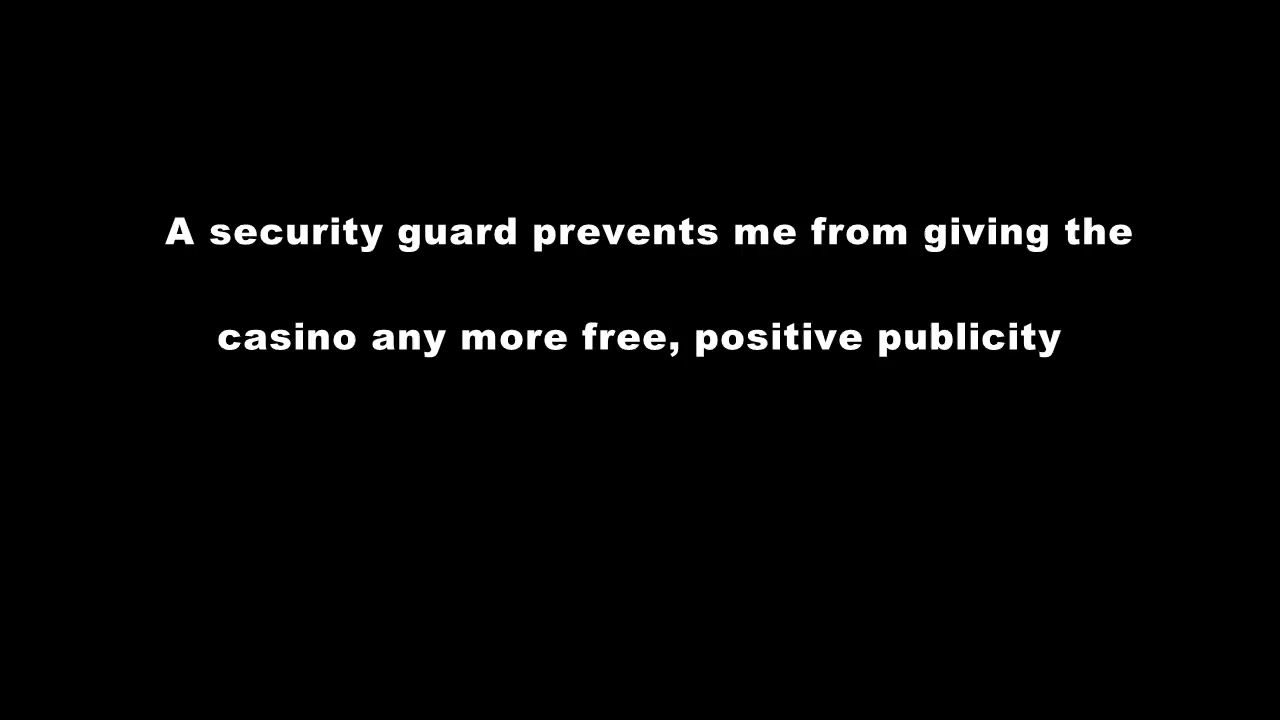 A security guard prevents me from giving the
casino any more free, positive publicity